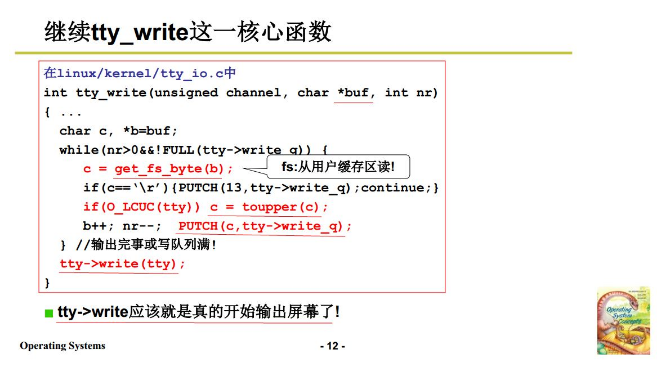 继续tty_write这一核心函数
在linux/kernel/tty_io.c中
int tty_write(unsigned channel, char *buf, int nr)
{ ...
char c, *b=buf;
while(nr>0&&!FULL(tty->write_q)) {
c = get_fs_byte(b);
fs:从用户缓存区读!
if(c==‘\r’){PUTCH(13,tty->write_q);continue;}
if(O_LCUC(tty)) c = toupper(c);
b++; nr--; PUTCH(c,tty->write_q);
} //输出完事或写队列满!
tty->write(tty);
}
tty->write应该就是真的开始输出屏幕了!
Operating System Concepts
Operating Systems
- 12 -